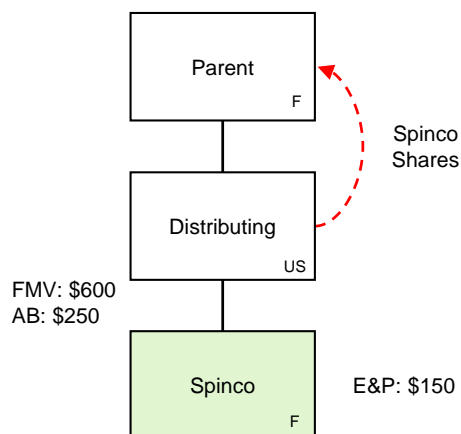 Parent
F
Spinco
Shares
Distributing
US
FMV: $600
AB: $250
Spinco
E&P: $150
F